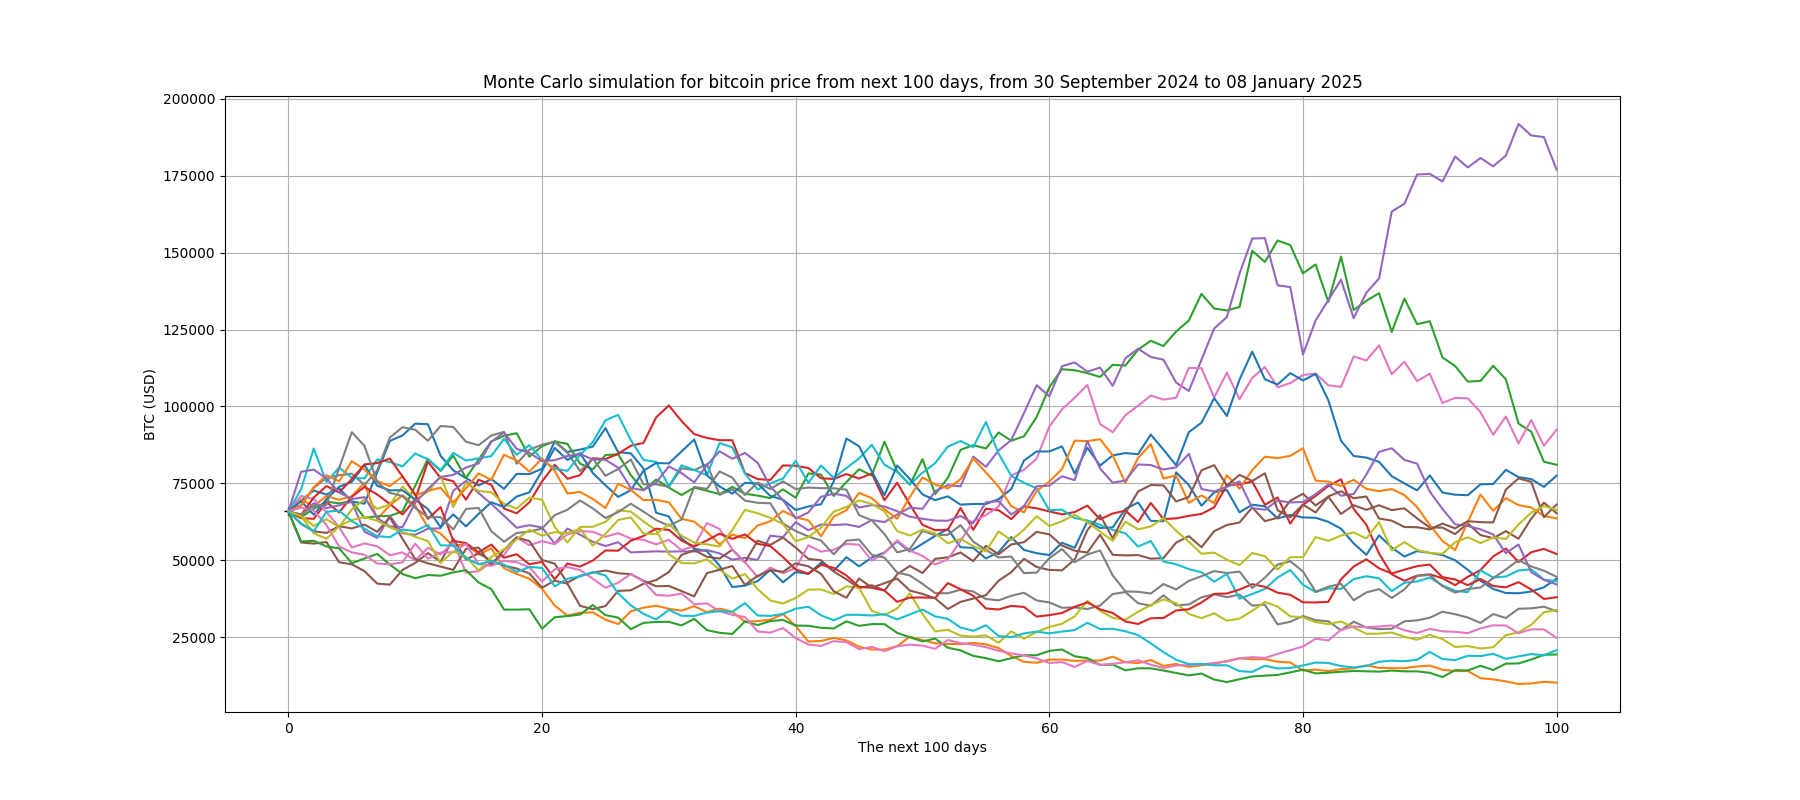 Monte Carlo simulation for bitcoin price from next 100 days, from 30 September 2024 to 08 January 2025
200000
175000
150000
125000
100000
75000
50000
25000
BTC (USD)
0 20 40 60 80 100
The next 100 days